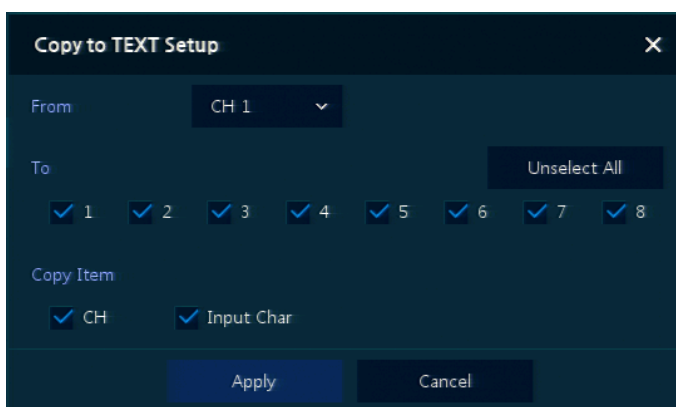 Copy to TEXT Setup
From CH 1
To Unselect All
1 2 3 4 5 6 7 8
Copy Item
CH Input Char
Apply Cancel